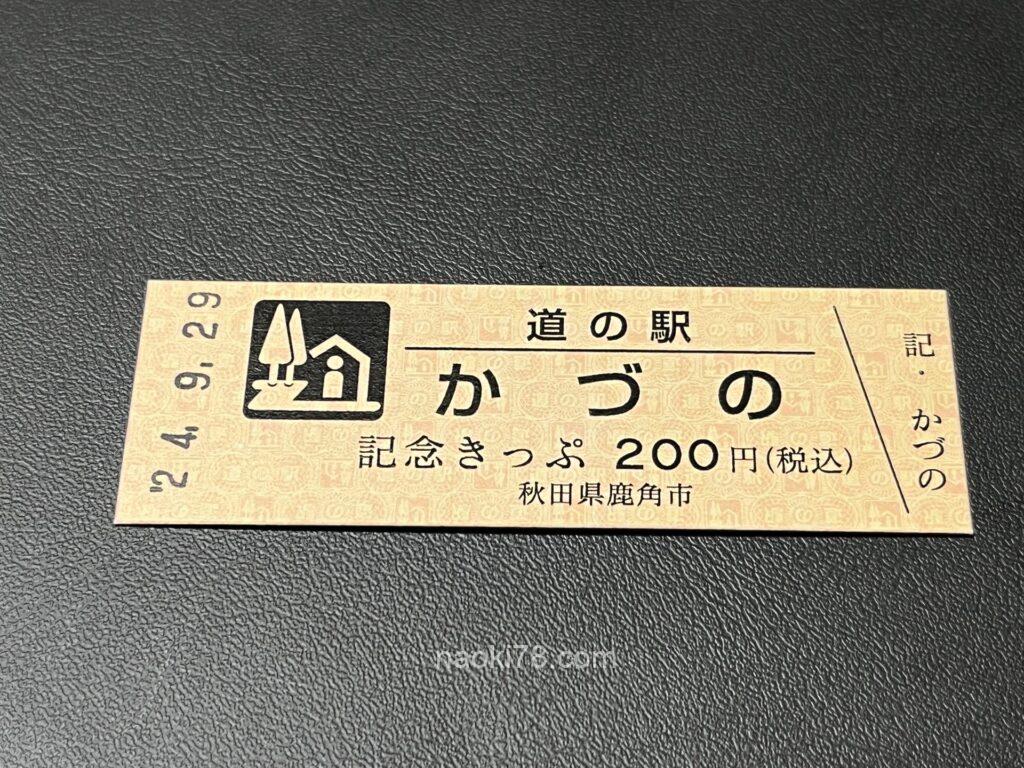 '24. 9. 29
道の駅
かづの
記念きっぷ 200円(税込)
秋田県鹿角市
記・かづの
naoki78.com